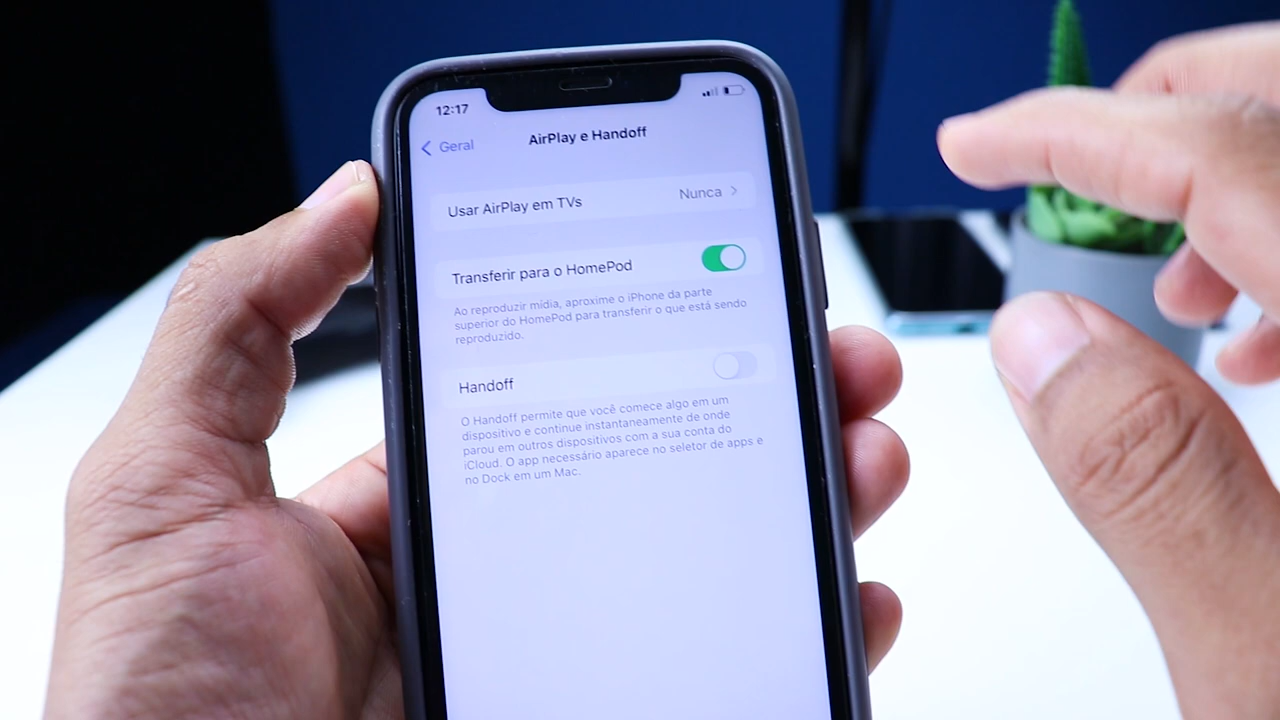 12:17
Geral
AirPlay e Handoff
Usar AirPlay em TVs Nunca
Transferir para o HomePod
Ao reproduzir mídia, aproxime o iPhone da parte
superior do HomePod para transferir o que está sendo
reproduzido.
Handoff
O Handoff permite que você comece algo em um
dispositivo e continue instantaneamente de onde
parou em outros dispositivos com a sua conta do
iCloud. O app necessário aparece no seletor de apps e
no Dock em um Mac.